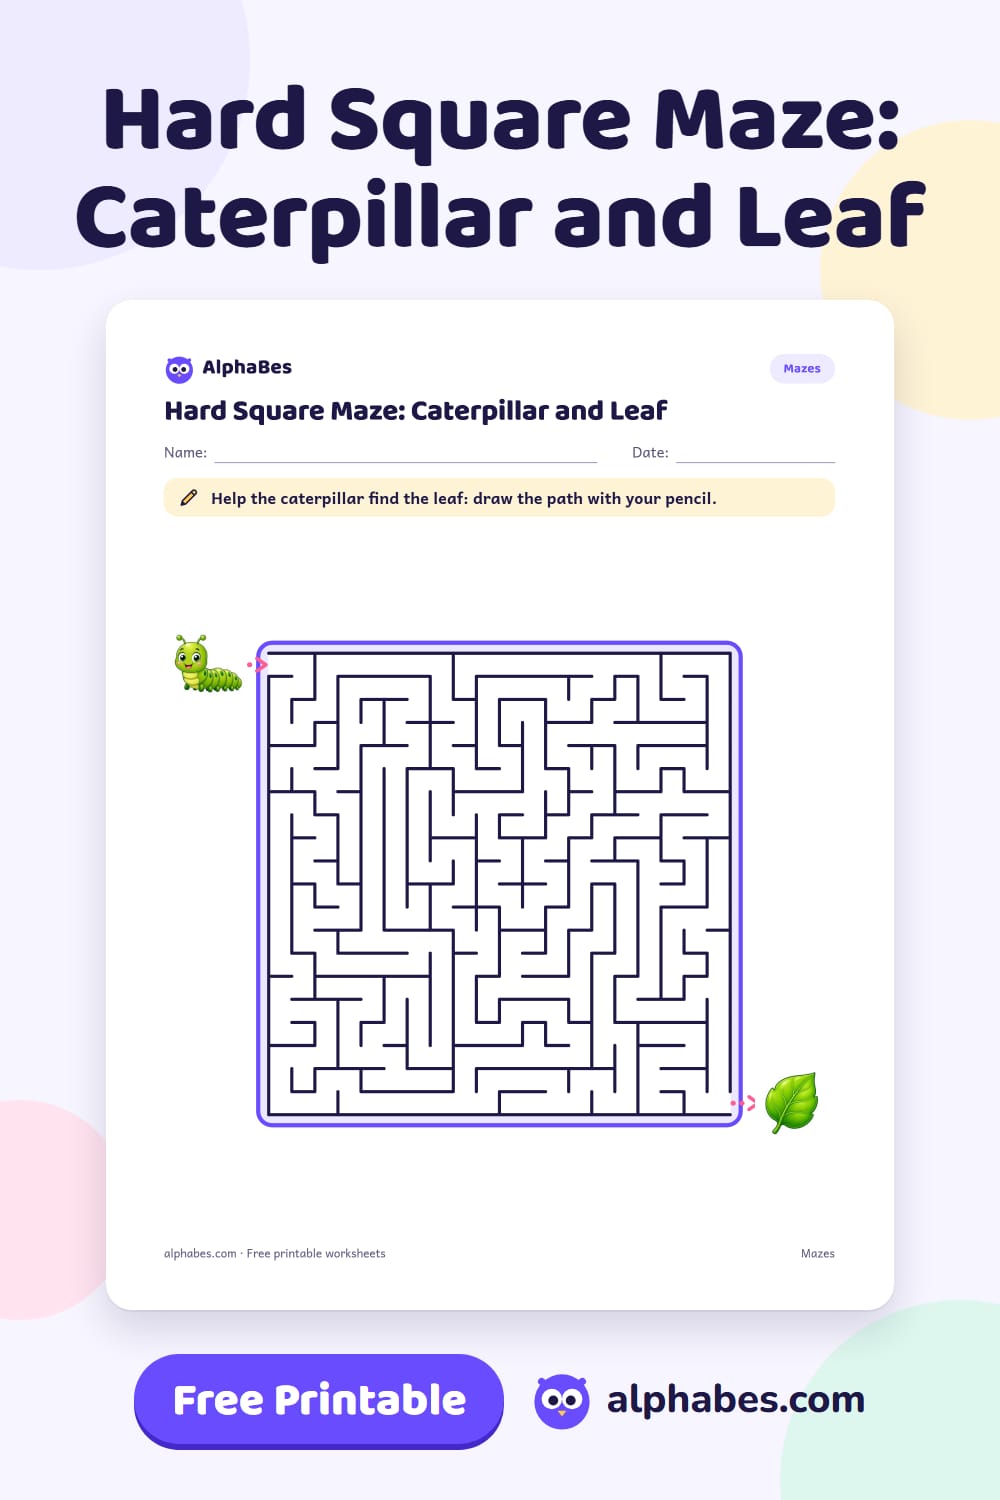 Hard Square Maze:
Caterpillar and Leaf
AlphaBes
Mazes
Hard Square Maze: Caterpillar and Leaf
Name:
Date:
Help the caterpillar find the leaf: draw the path with your pencil.
alphabes.com · Free printable worksheets
Mazes
Free Printable
alphabes.com